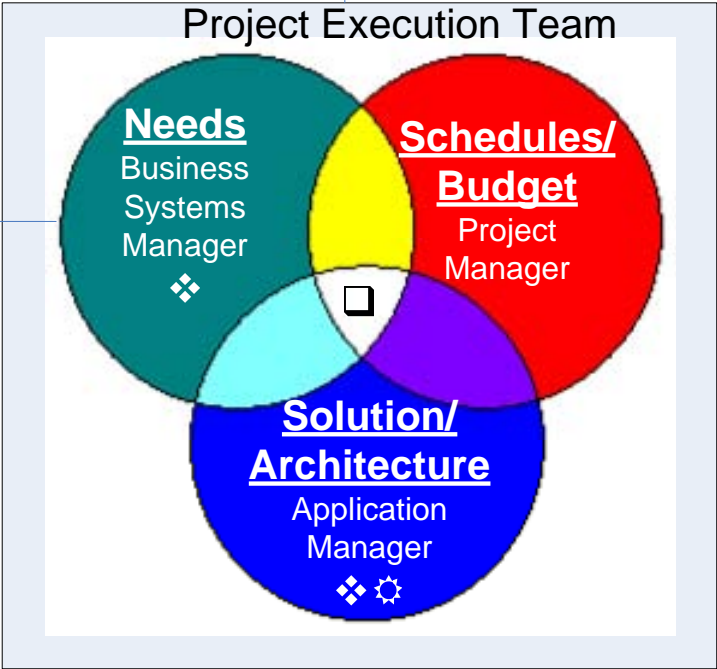 Project Execution Team
Needs
Business
Systems
Manager
❖
Schedules/
Budget
Project
Manager
❑
Solution/
Architecture
Application
Manager
❖ ☼